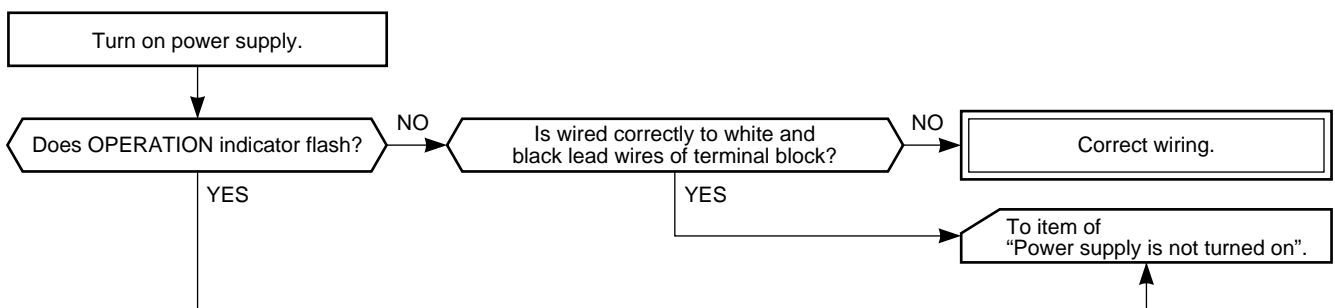 Turn on power supply.
Does OPERATION indicator flash?
NO
Is wired correctly to white and
black lead wires of terminal block?
NO
Correct wiring.
YES
YES
To item of
“Power supply is not turned on”.